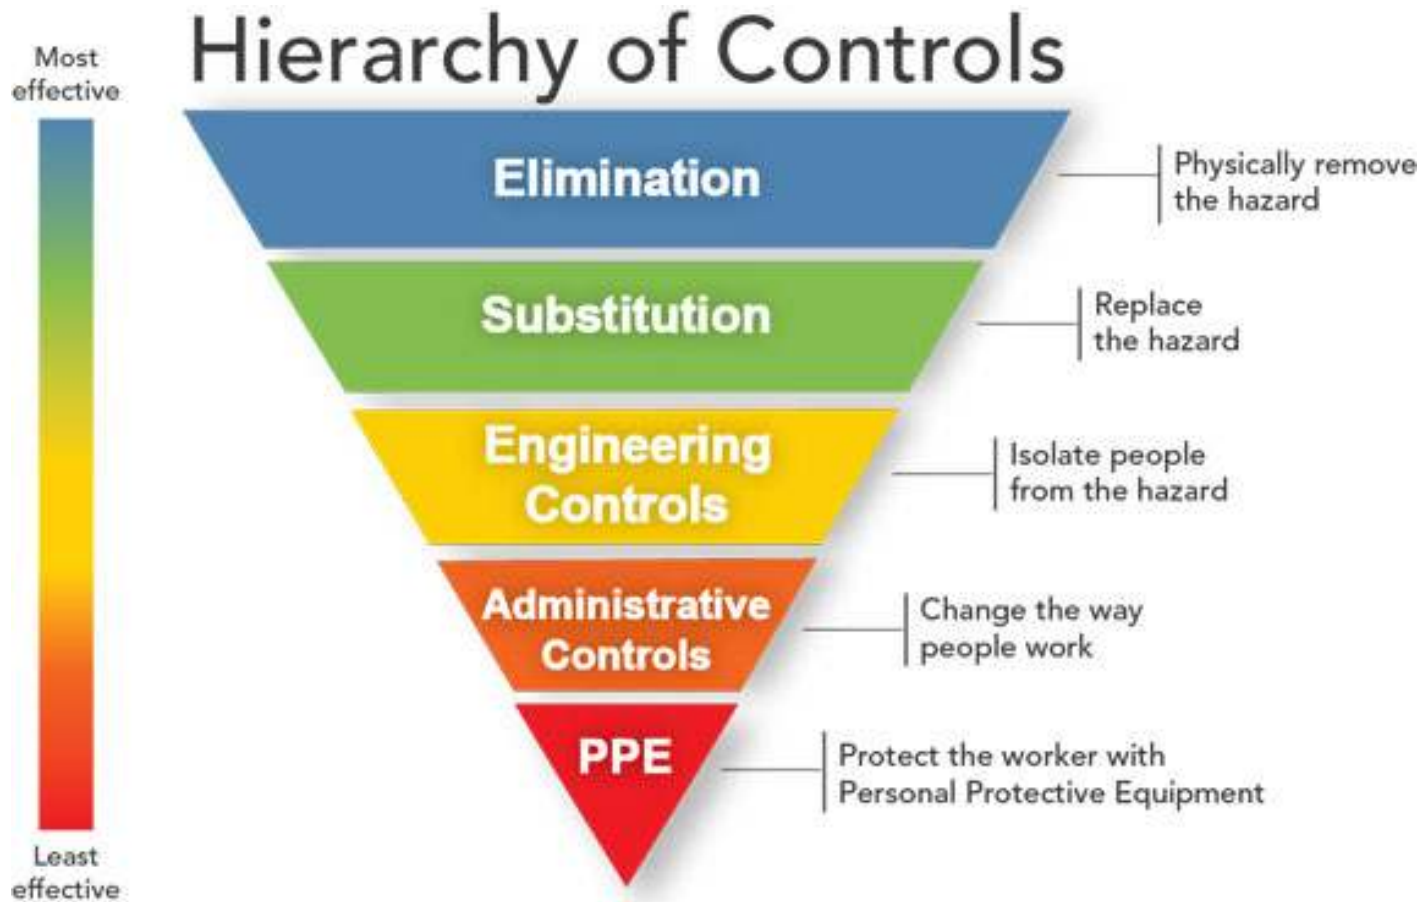 Hierarchy of Controls
Most
effective
Elimination
Physically remove
the hazard
Substitution
Replace
the hazard
Engineering
Controls
Isolate people
from the hazard
Administrative
Controls
Change the way
people work
PPE
Protect the worker with
Personal Protective Equipment
Least
effective